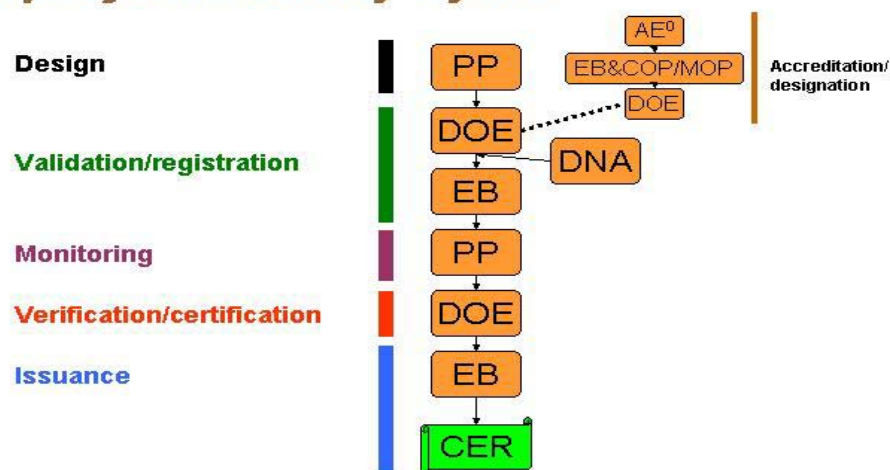 Design
PP
AEº
EB&COP/MOP
DOE
Accreditation/
designation
Validation/registration
DOE
DNA
EB
Monitoring
PP
Verification/certification
DOE
Issuance
EB
CER